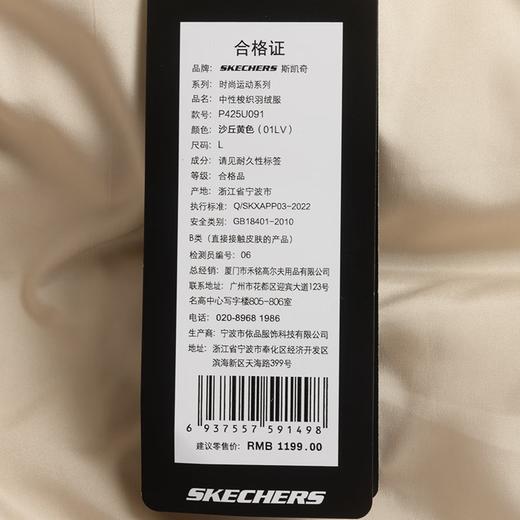 合格证
品牌: SKECHERS 斯凯奇
系列: 时尚运动系列
品名: 中性梭织羽绒服
款号: P425U091
颜色: 沙丘黄色(01LV)
尺码: L
成分: 请见耐久性标签
等级: 合格品
产地: 浙江省宁波市
执行标准: Q/SKXAPP03-2022
安全类别: GB18401-2010
B类(直接接触皮肤的产品)
检测员编号: 06
总经销: 厦门市禾铭高尔夫用品有限公司
联系地址: 广州市花都区迎宾大道123号
名高中心写字楼805-806室
电话: 020-8968 1986
生产商: 宁波市依品服饰科技有限公司
地址: 浙江省宁波市奉化区经济开发区
滨海新区天海路399号
6 937557 591498
建议零售价: RMB 1199.00
SKECHERS